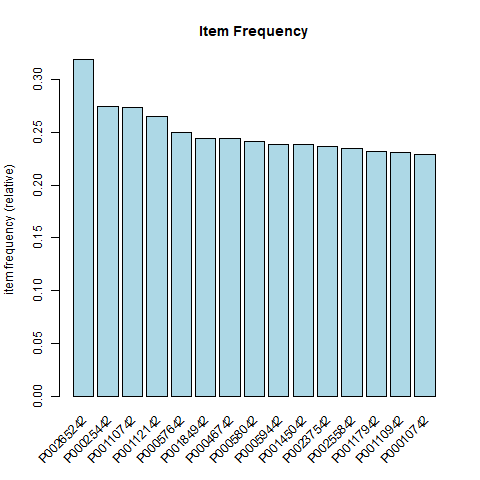 Item Frequency
item frequency (relative)
0.30
0.25
0.20
0.15
0.10
0.05
0.00
P00265242
P00025442
P00110742
P00112142
P00057642
P00184942
P00046742
P00058042
P00059442
P00145042
P00237542
P00255842
P00117942
P00110942
P00010742